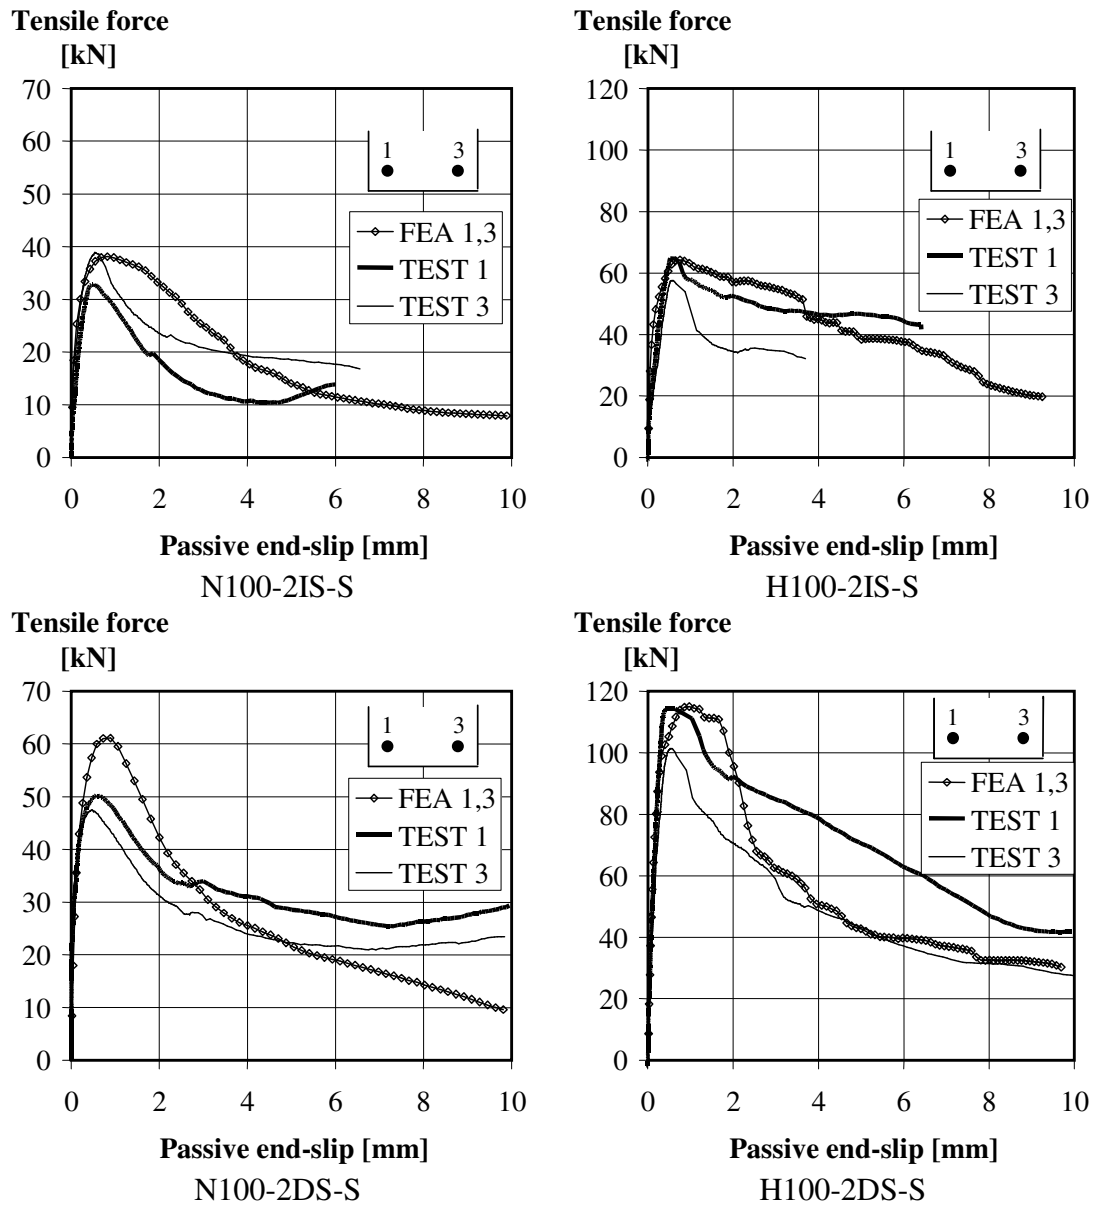 Tensile force
[kN]
70
60
50
40
30
20
10
0
1 3
FEA 1,3
TEST 1
TEST 3
0 2 4 6 8 10
Passive end-slip [mm]
N100-2IS-S
Tensile force
[kN]
120
100
80
60
40
20
0
1 3
FEA 1,3
TEST 1
TEST 3
0 2 4 6 8 10
Passive end-slip [mm]
H100-2IS-S
Tensile force
[kN]
70
60
50
40
30
20
10
0
1 3
FEA 1,3
TEST 1
TEST 3
0 2 4 6 8 10
Passive end-slip [mm]
N100-2DS-S
Tensile force
[kN]
120
100
80
60
40
20
0
1 3
FEA 1,3
TEST 1
TEST 3
0 2 4 6 8 10
Passive end-slip [mm]
H100-2DS-S